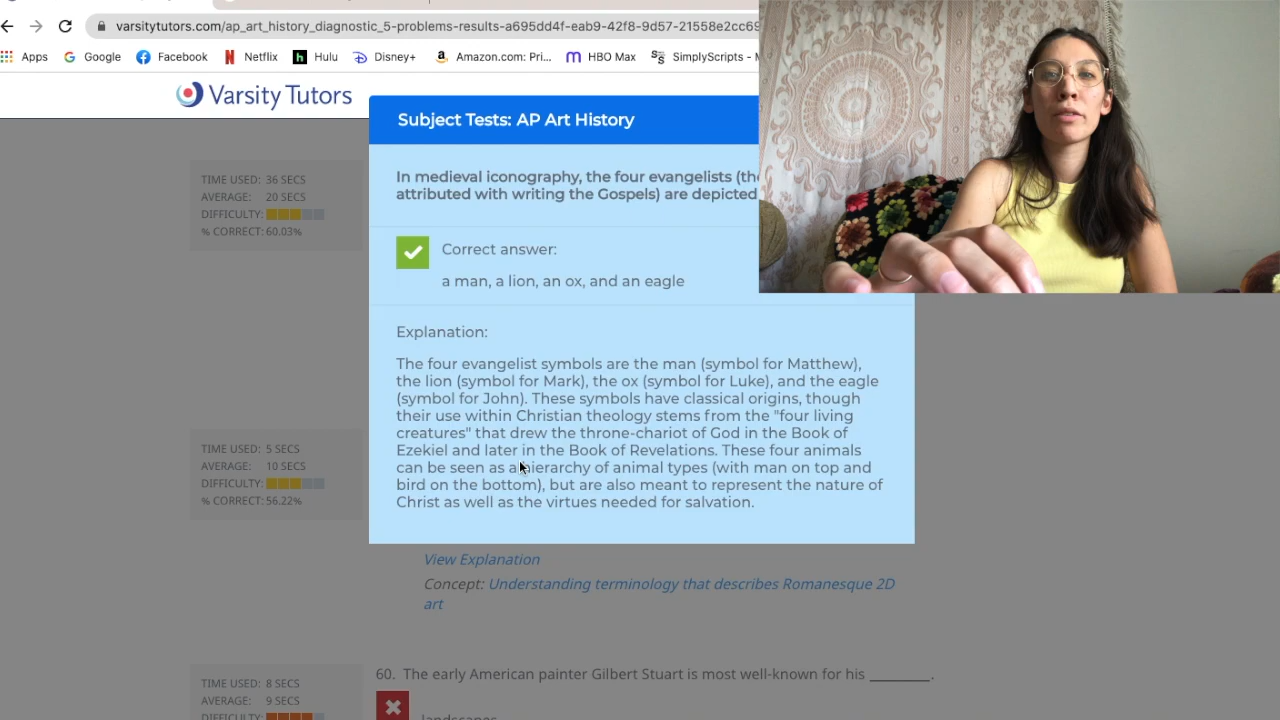 varsitytutors.com/ap_art_history_diagnostic_5-problems-results-a695dd4f-eab9-42f8-9d57-21558e2cc69
Apps Google Facebook Netflix Hulu Disney+ Amazon.com: Pri... HBO Max SimplyScripts -
Varsity Tutors
Subject Tests: AP Art History
In medieval iconography, the four evangelists
attributed with writing the Gospels) are depicted
Correct answer:
a man, a lion, an ox, and an eagle
Explanation:
The four evangelist symbols are the man (symbol for Matthew),
the lion (symbol for Mark), the ox (symbol for Luke), and the eagle
(symbol for John). These symbols have classical origins, though
their use within Christian theology stems from the "four living
creatures" that drew the throne-chariot of God in the Book of
Ezekiel and later in the Book of Revelations. These four animals
can be seen as a hierarchy of animal types (with man on top and
bird on the bottom), but are also meant to represent the nature of
Christ as well as the virtues needed for salvation.
TIME USED: 36 SECS
AVERAGE: 20 SECS
DIFFICULTY:
% CORRECT: 60.03%
TIME USED: 5 SECS
AVERAGE: 10 SECS
DIFFICULTY:
% CORRECT: 56.22%
View Explanation
Concept: Understanding terminology that describes Romanesque 2D
art
TIME USED: 8 SECS
AVERAGE: 9 SECS
DIFFICULTY:
60. The early American painter Gilbert Stuart is most well-known for his ________.
landscapes